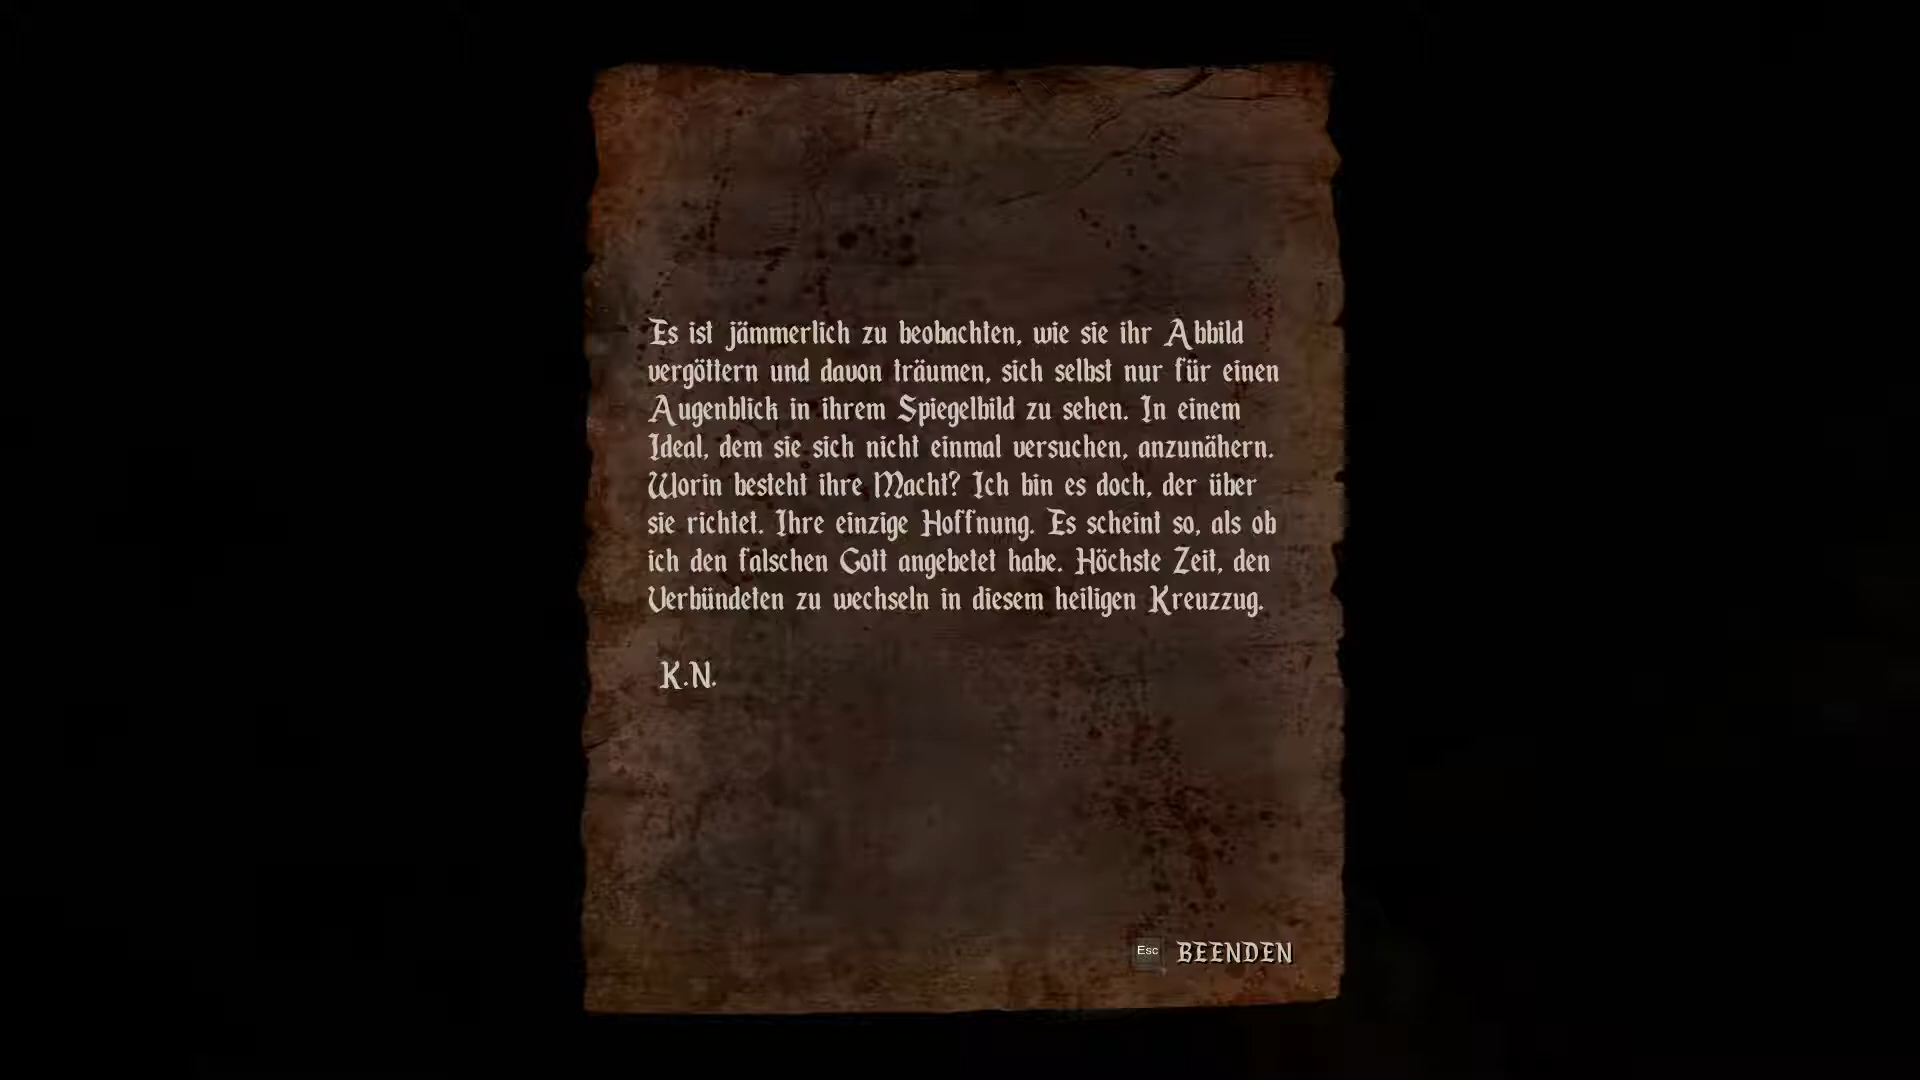 Es ist jämmerlich zu beobachten, wie sie ihr Abbild
vergöttern und davon träumen, sich selbst nur für einen
Augenblick in ihrem Spiegelbild zu sehen. In einem
Ideal, dem sie sich nicht einmal versuchen, anzunähern.
Worin besteht ihre Macht? Ich bin es doch, der über
sie richtet. Ihre einzige Hoffnung. Es scheint so, als ob
ich den falschen Gott angebetet habe. Höchste Zeit, den
Verbündeten zu wechseln in diesem heiligen Kreuzzug.
K.N.
Esc BEENDEN